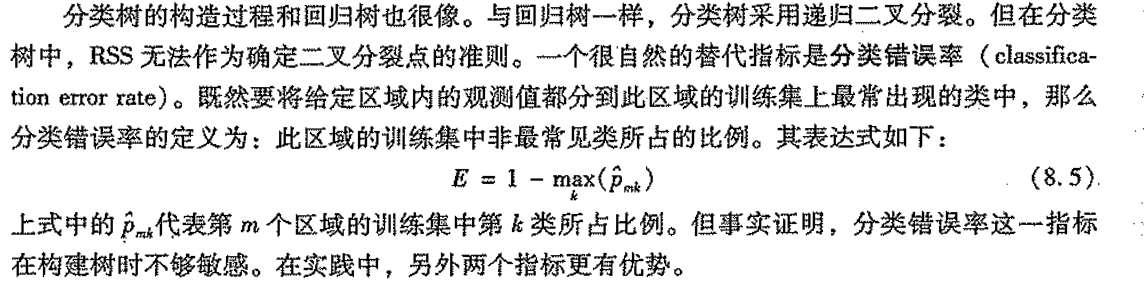 分类树的构造过程和回归树也很像。与回归树一样，分类树采用递归二叉分裂。但在分类
树中，RSS 无法作为确定二叉分裂点的准则。一个很自然的替代指标是分类错误率（classifica-
tion error rate）。既然要将给定区域内的观测值都分到此区域的训练集上最常出现的类中，那么
分类错误率的定义为：此区域的训练集中非最常见类所占的比例。其表达式如下：
E = 1 - max_k(p̂_mk) (8.5)
上式中的 p̂_mk 代表第 m 个区域的训练集中第 k 类所占比例。但事实证明，分类错误率这一指标
在构建树时不够敏感。在实践中，另外两个指标更有优势。